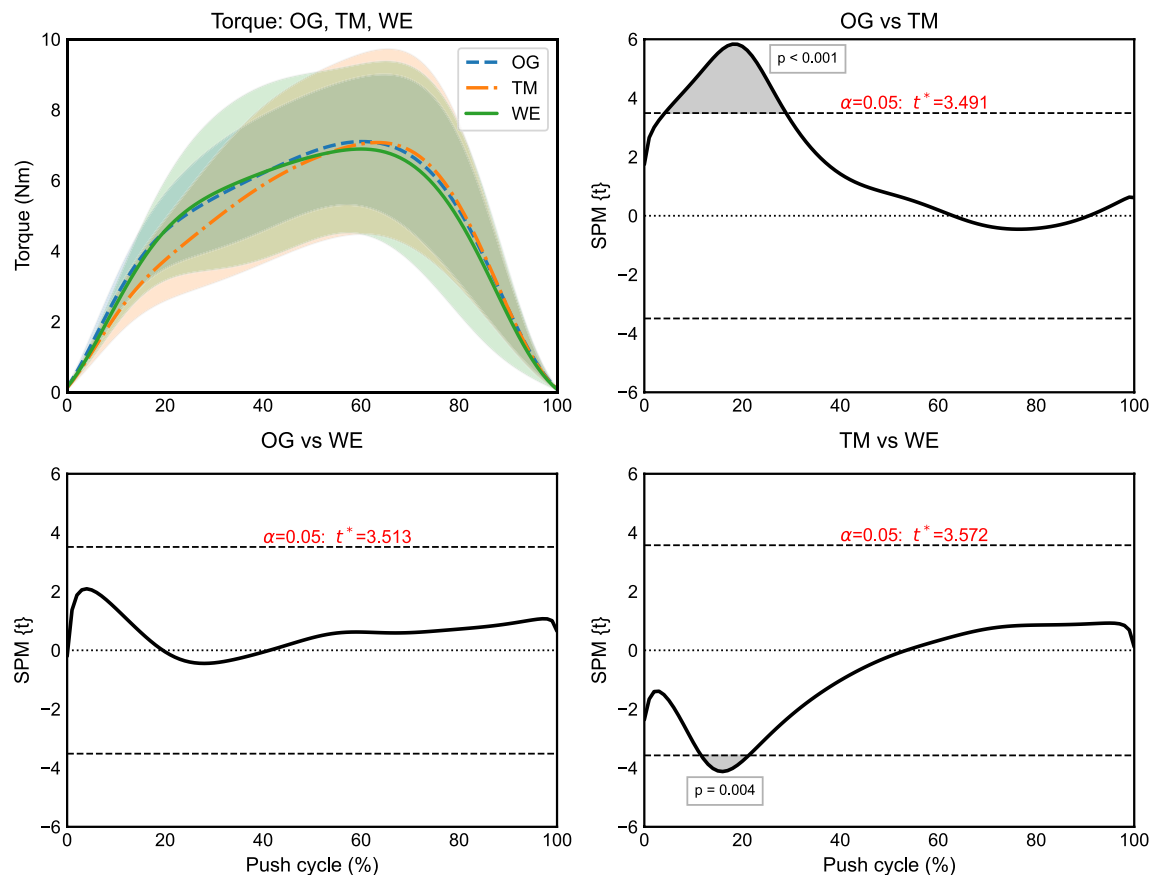 Torque: OG, TM, WE
10
8
6
4
2
0
Torque (Nm)
OG
TM
WE
0 20 40 60 80 100
OG vs TM
6
4
2
0
−2
−4
−6
SPM {t}
p < 0.001
α=0.05: t*=3.491
0 20 40 60 80 100
OG vs WE
6
4
2
0
−2
−4
−6
SPM {t}
α=0.05: t*=3.513
0 20 40 60 80 100
Push cycle (%)
TM vs WE
6
4
2
0
−2
−4
−6
SPM {t}
α=0.05: t*=3.572
p = 0.004
0 20 40 60 80 100
Push cycle (%)